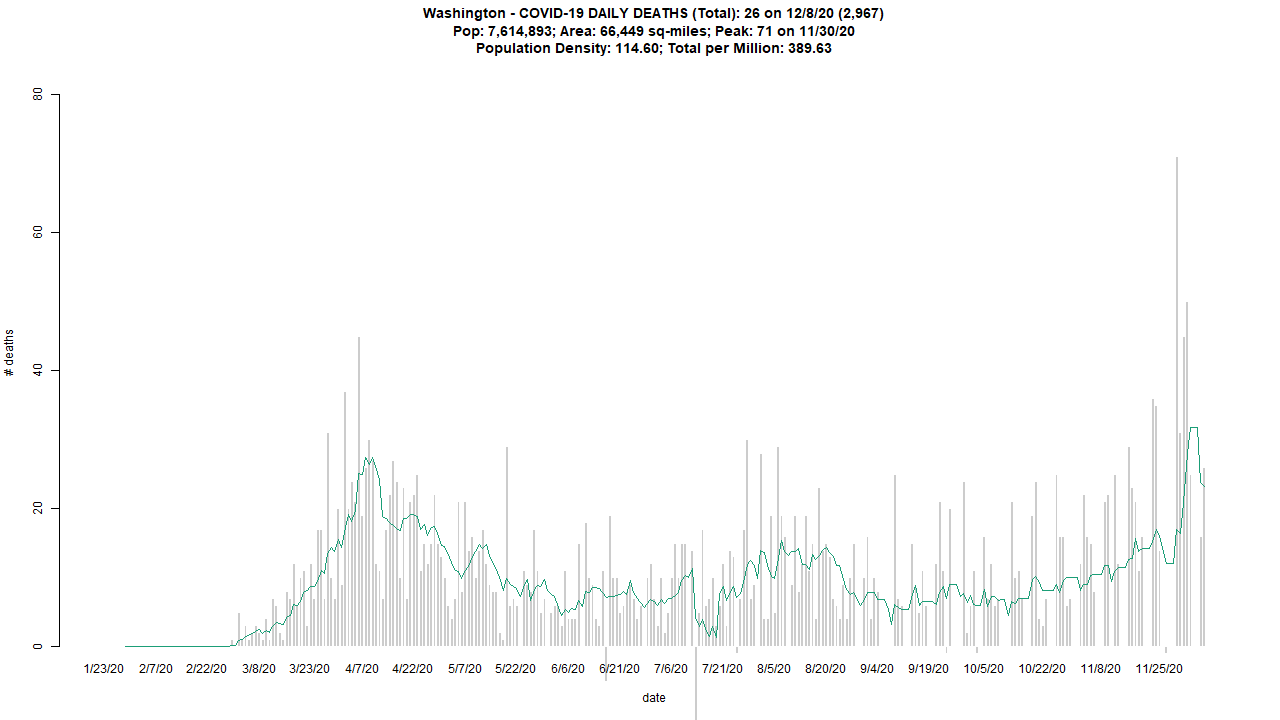 Washington - COVID-19 DAILY DEATHS (Total): 26 on 12/8/20 (2,967)
Pop: 7,614,893; Area: 66,449 sq-miles; Peak: 71 on 11/30/20
Population Density: 114.60; Total per Million: 389.63
80
60
# deaths
40
20
0
1/23/20 2/7/20 2/22/20 3/8/20 3/23/20 4/7/20 4/22/20 5/7/20 5/22/20 6/6/20 6/21/20 7/6/20 7/21/20 8/5/20 8/20/20 9/4/20 9/19/20 10/5/20 10/22/20 11/8/20 11/25/20
date